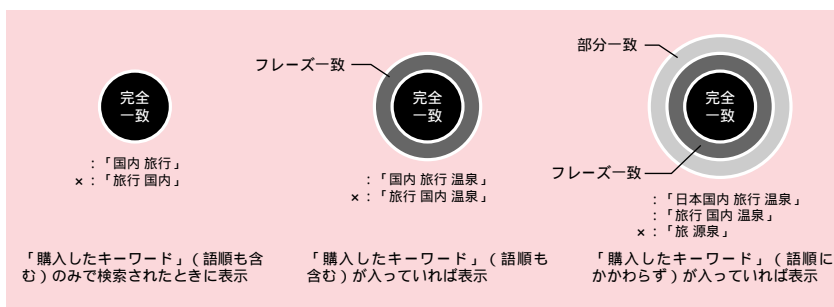 完全
一致
：「国内 旅行」
×：「旅行 国内」
「購入したキーワード」（語順も含
む）のみで検索されたときに表示
フレーズ一致
完全
一致
：「国内 旅行 温泉」
×：「旅行 国内 温泉」
「購入したキーワード」（語順も
含む）が入っていれば表示
部分一致
完全
一致
フレーズ一致
：「日本国内 旅行 温泉」
：「旅行 国内 温泉」
×：「旅 源泉」
「購入したキーワード」（語順に
かかわらず）が入っていれば表示